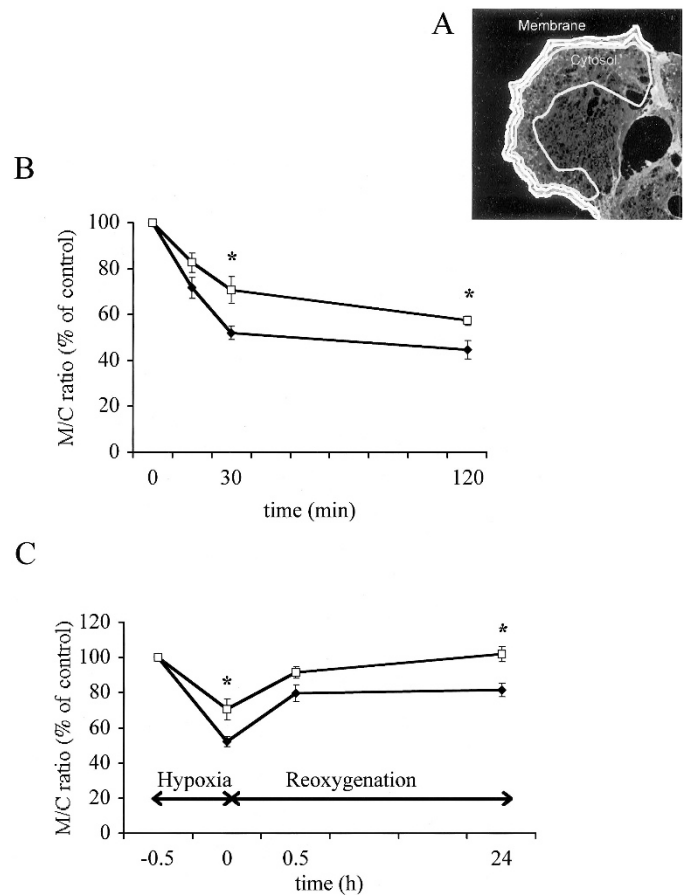 A
Membrane
Cytosol
B
M/C ratio (% of control)
100
80
60
40
20
0
*
*
0 30 120
time (min)
C
M/C ratio (% of control)
120
100
80
60
40
20
0
*
*
Hypoxia Reoxygenation
-0.5 0 0.5 24
time (h)